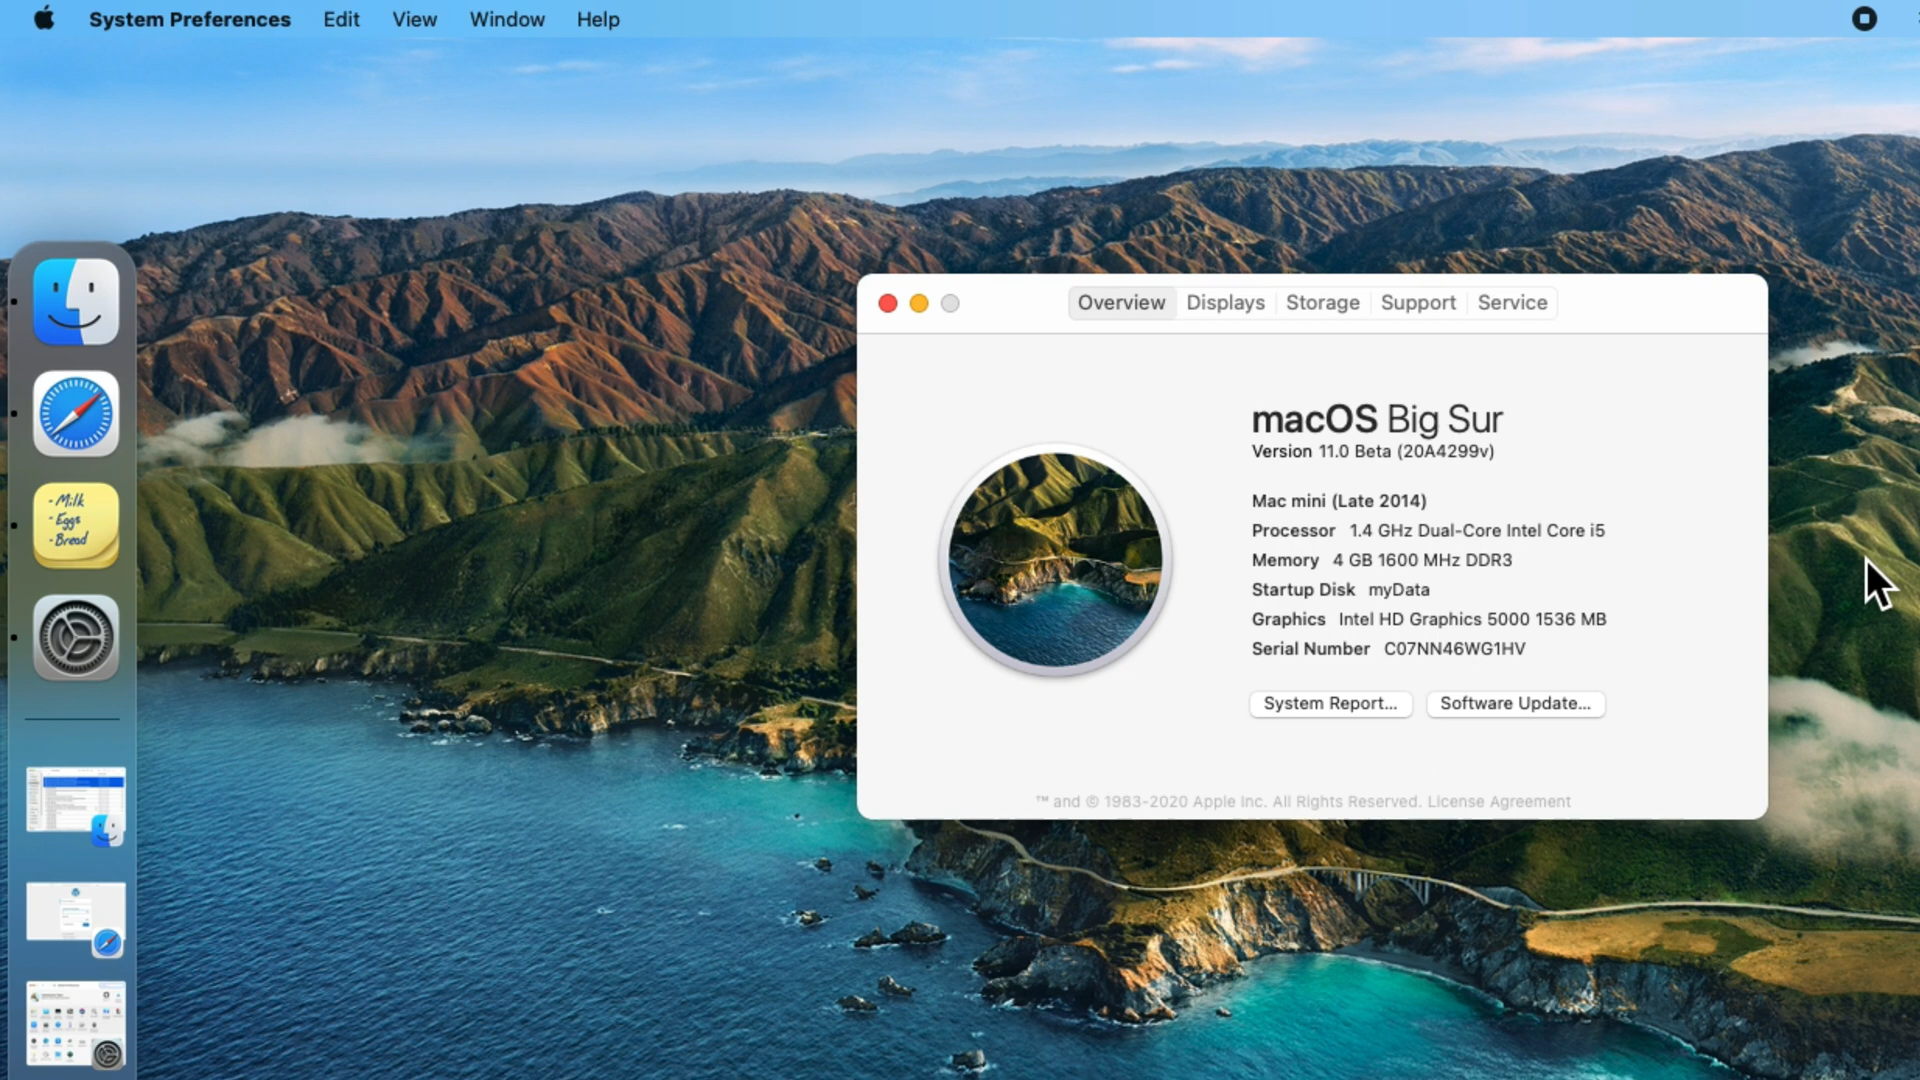 System Preferences Edit View Window Help
Overview Displays Storage Support Service
macOS Big Sur
Version 11.0 Beta (20A4299v)
Mac mini (Late 2014)
Processor 1.4 GHz Dual-Core Intel Core i5
Memory 4 GB 1600 MHz DDR3
Startup Disk myData
Graphics Intel HD Graphics 5000 1536 MB
Serial Number C07NN46WG1HV
System Report... Software Update...
™ and © 1983-2020 Apple Inc. All Rights Reserved. License Agreement
- Milk
- Eggs
- Bread